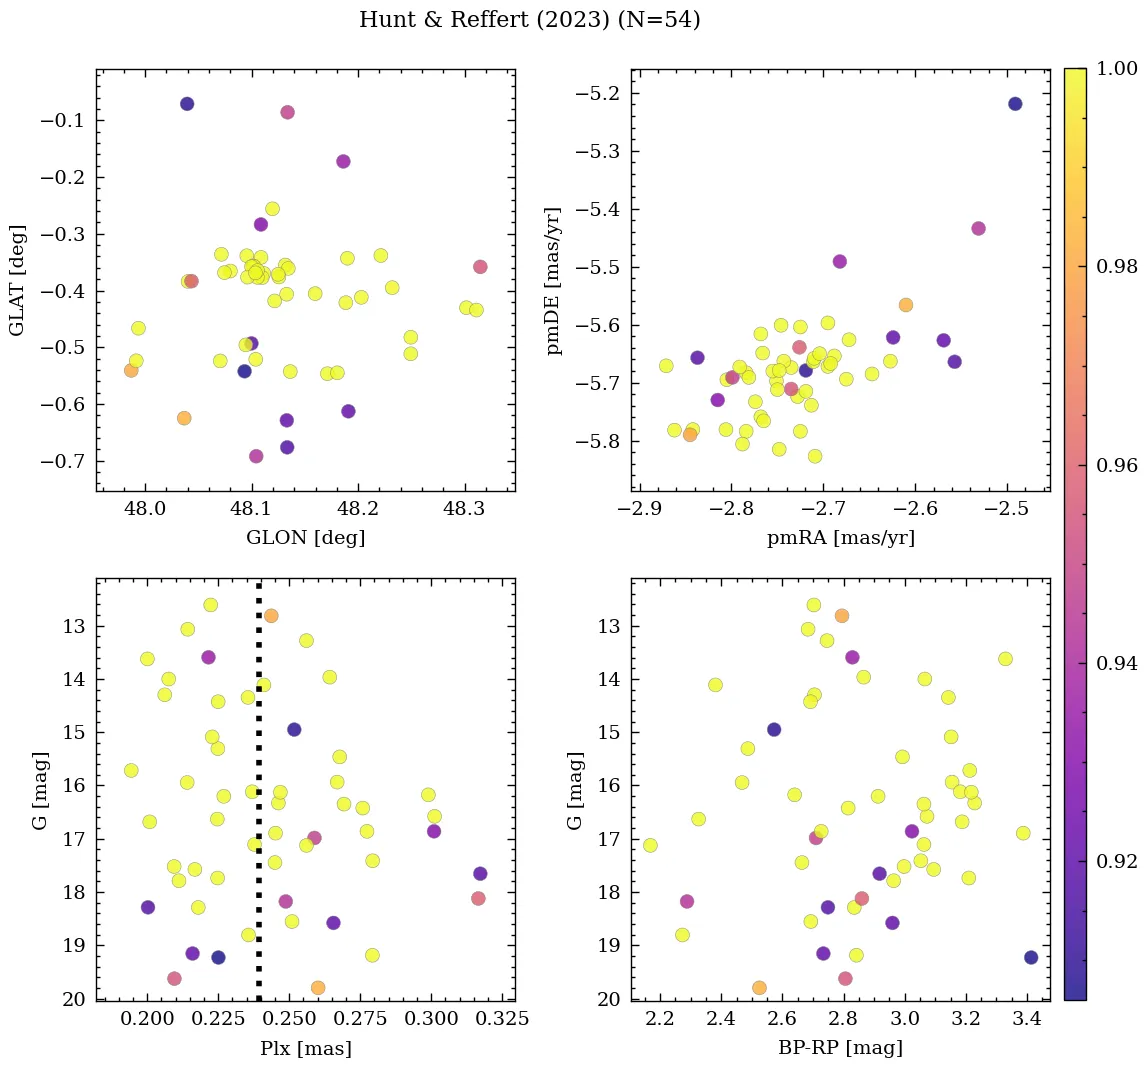 Hunt & Reffert (2023) (N=54)
−0.1
−0.2
−0.3
−0.4
−0.5
−0.6
−0.7
GLAT [deg]
48.0 48.1 48.2 48.3
GLON [deg]
−5.2
−5.3
−5.4
−5.5
−5.6
−5.7
−5.8
pmDE [mas/yr]
−2.9 −2.8 −2.7 −2.6 −2.5
pmRA [mas/yr]
1.00
0.98
0.96
0.94
0.92
13
14
15
16
17
18
19
20
G [mag]
0.200 0.225 0.250 0.275 0.300 0.325
Plx [mas]
13
14
15
16
17
18
19
20
G [mag]
2.2 2.4 2.6 2.8 3.0 3.2 3.4
BP-RP [mag]